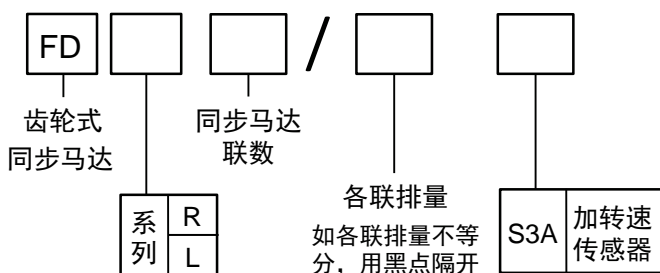 FD
/
齿轮式
同步马达
同步马达
联数
系列
R
L
各联排量
如各联排量不等
分，用黑点隔开
S3A
加转速
传感器